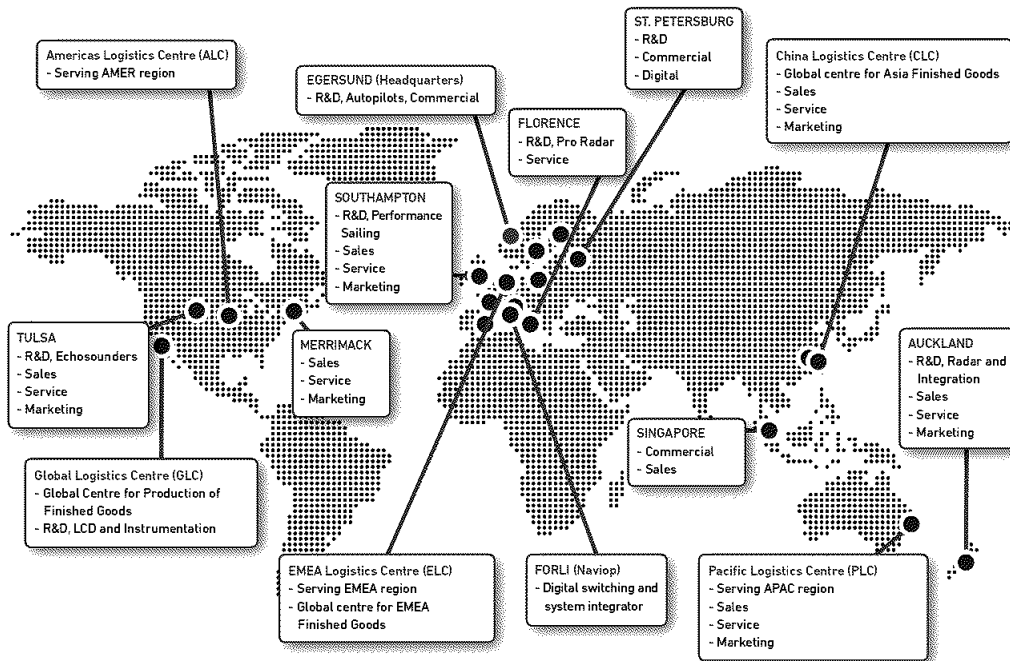 Americas Logistics Centre (ALC)
- Serving AMER region
EGERSUND (Headquarters)
- R&D, Autopilots, Commercial
ST. PETERSBURG
- R&D
- Commercial
- Digital
China Logistics Centre (CLC)
- Global centre for Asia Finished Goods
- Sales
- Service
- Marketing
FLORENCE
- R&D, Pro Radar
- Service
SOUTHAMPTON
- R&D, Performance
Sailing
- Sales
- Service
- Marketing
TULSA
- R&D, Echosounders
- Sales
- Service
- Marketing
MERRIMACK
- Sales
- Service
- Marketing
AUCKLAND
- R&D, Radar and
Integration
- Sales
- Service
- Marketing
SINGAPORE
- Commercial
- Sales
Global Logistics Centre (GLC)
- Global Centre for Production of
Finished Goods
- R&D, LCD and Instrumentation
EMEA Logistics Centre (ELC)
- Serving EMEA region
- Global centre for EMEA
Finished Goods
FORLI (Naviop)
- Digital switching and
system integrator
Pacific Logistics Centre (PLC)
- Serving APAC region
- Sales
- Service
- Marketing